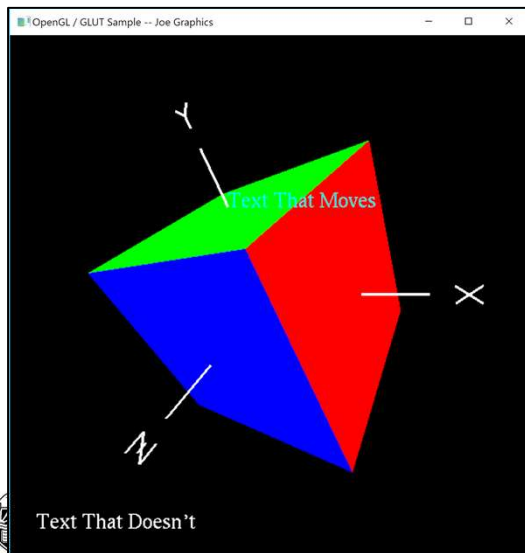 OpenGL / GLUT Sample -- Joe Graphics
Y
Text That Moves
X
Z
Text That Doesn't